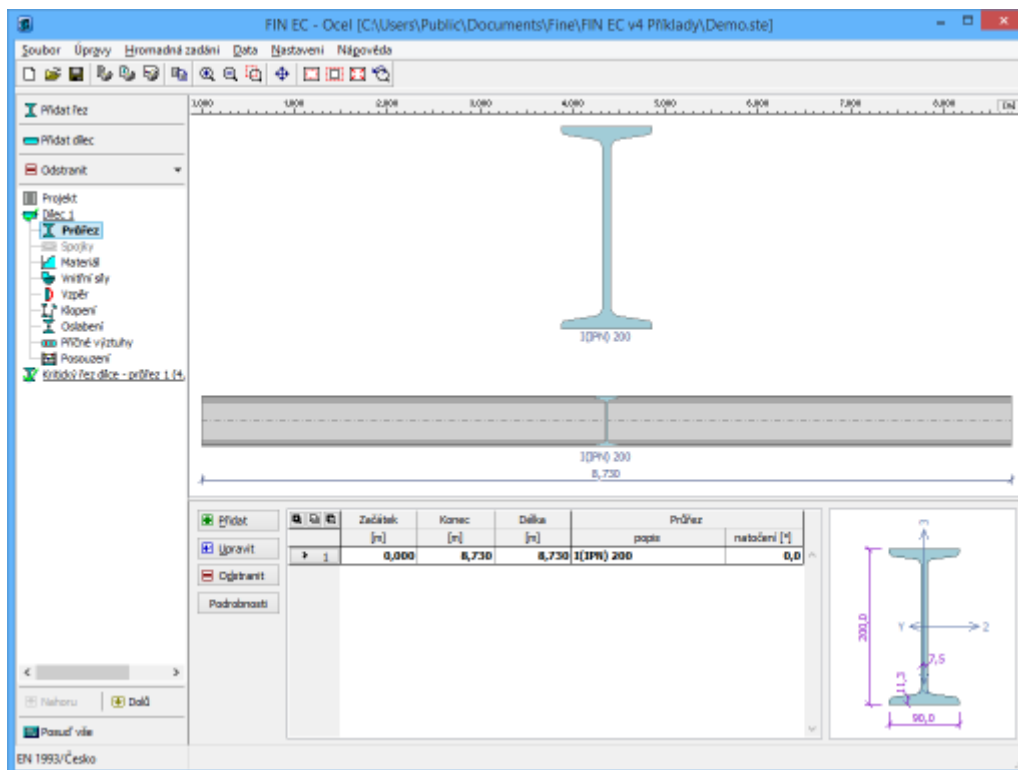 FIN EC - Ocel [C:\Users\Public\Documents\Fine\FIN EC v4 Příklady\Demo.ste]
Soubor Úpravy Hromadná zadání Data Nastavení Nápověda
Přidat řez
Přidat dílec
Odstranit
Projekt
Dílec 1
Průřez
Spojky
Materiál
Vnitřní síly
Vzpěr
Klopení
Oslabení
Příčné výztuhy
Posouzení
Kritický řez dílce - průřez 1 (4,
Nahoru Dolů
Posuď vše
EN 1993/Česko
1,000 2,000 3,000 4,000 5,000 6,000 7,000 8,000 [m]
I(IPN) 200
I(IPN) 200
8,730
Přidat
Upravit
Odstranit
Podrobnosti
Začátek Konec Délka Průřez
[m] [m] [m] popis natočení [°]
1 0,000 8,730 8,730 I(IPN) 200 0,0
200,0
Y
Z
7,5
11,3
90,0